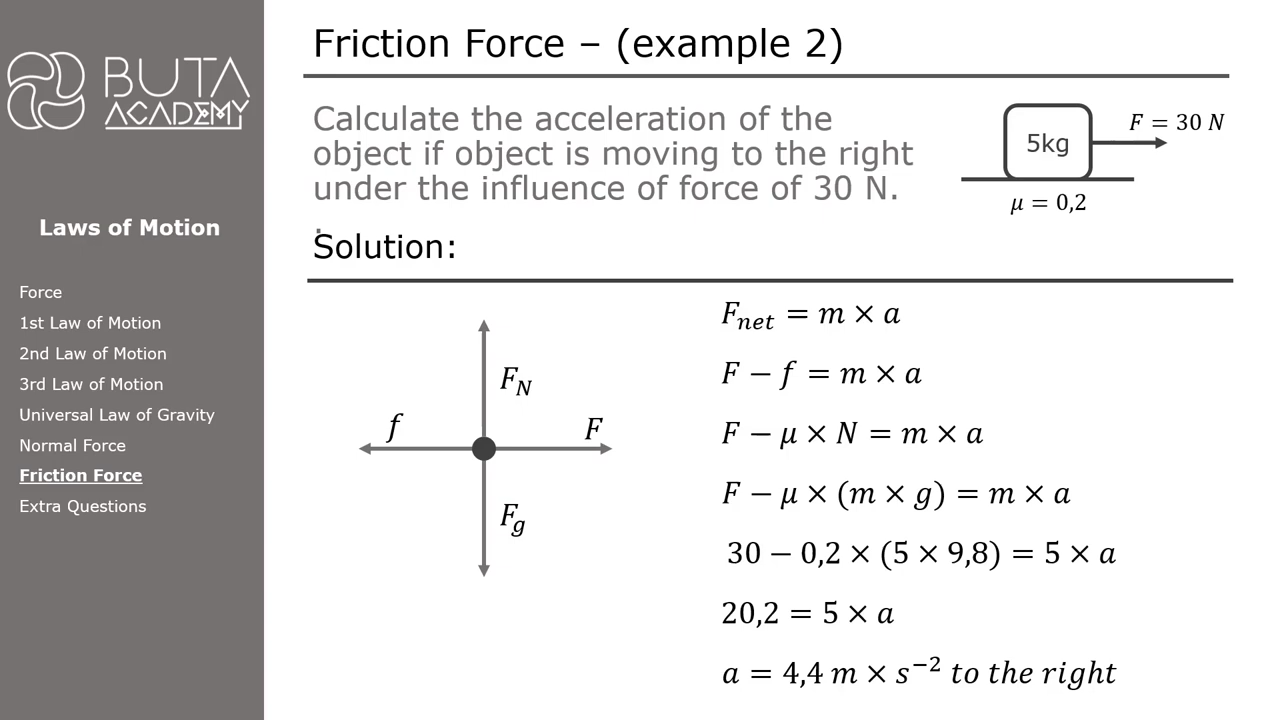 BUTA
ACADEMY
Laws of Motion
Force
1st Law of Motion
2nd Law of Motion
3rd Law of Motion
Universal Law of Gravity
Normal Force
Friction Force
Extra Questions
Friction Force – (example 2)
Calculate the acceleration of the
object if object is moving to the right
under the influence of force of 30 N.
.
5kg
F = 30 N
μ = 0,2
Solution:
F_N
f
F
F_g
F_net = m × a
F − f = m × a
F − μ × N = m × a
F − μ × (m × g) = m × a
30 − 0,2 × (5 × 9,8) = 5 × a
20,2 = 5 × a
a = 4,4 m × s⁻² to the right